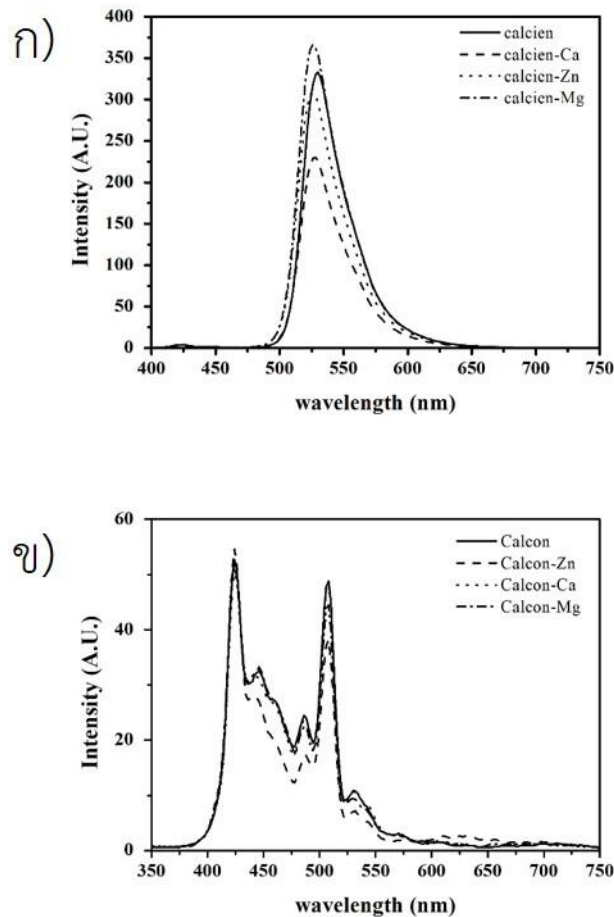 ก)
400
350
300
250
200
150
100
50
0
Intensity (A.U.)
calcien
calcien-Ca
calcien-Zn
calcien-Mg
400 450 500 550 600 650 700 750
wavelength (nm)
ข)
60
40
20
0
Intensity (A.U.)
Calcon
Calcon-Zn
Calcon-Ca
Calcon-Mg
350 400 450 500 550 600 650 700 750
wavelength (nm)